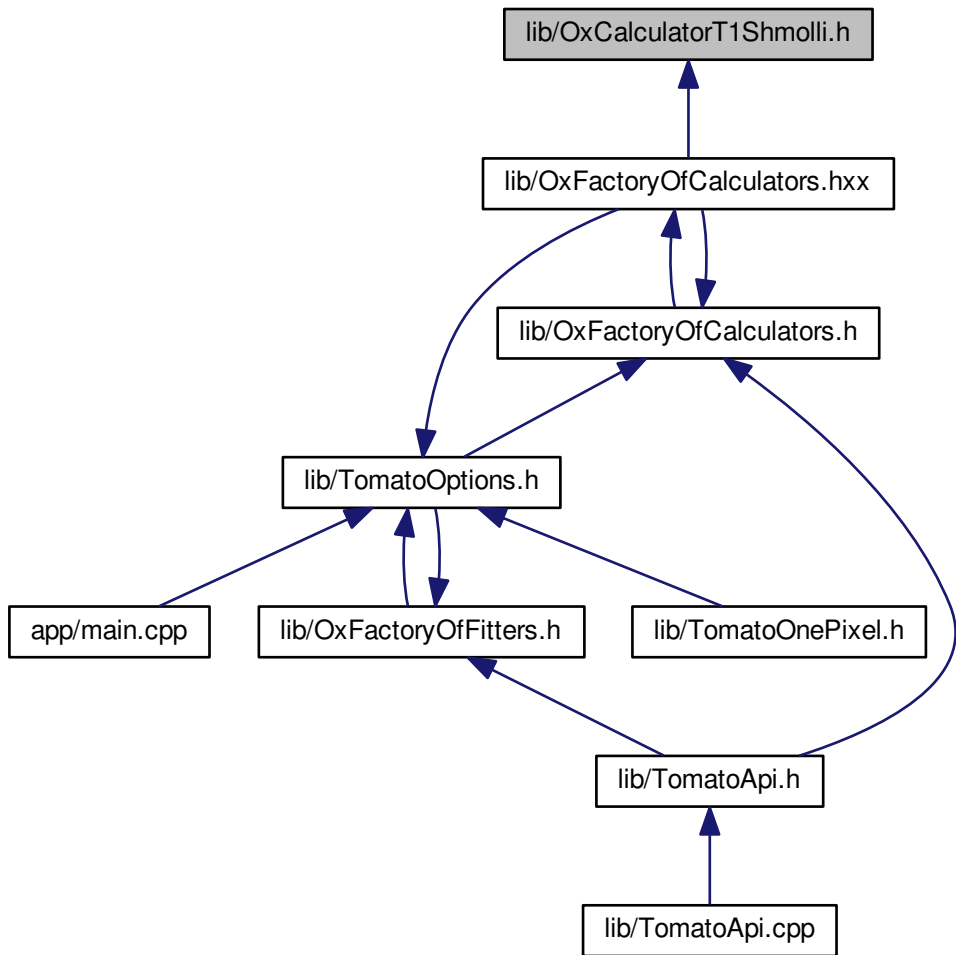 lib/OxCalculatorT1Shmolli.h
lib/OxFactoryOfCalculators.hxx
lib/OxFactoryOfCalculators.h
lib/TomatoOptions.h
app/main.cpp
lib/OxFactoryOfFitters.h
lib/TomatoOnePixel.h
lib/TomatoApi.h
lib/TomatoApi.cpp